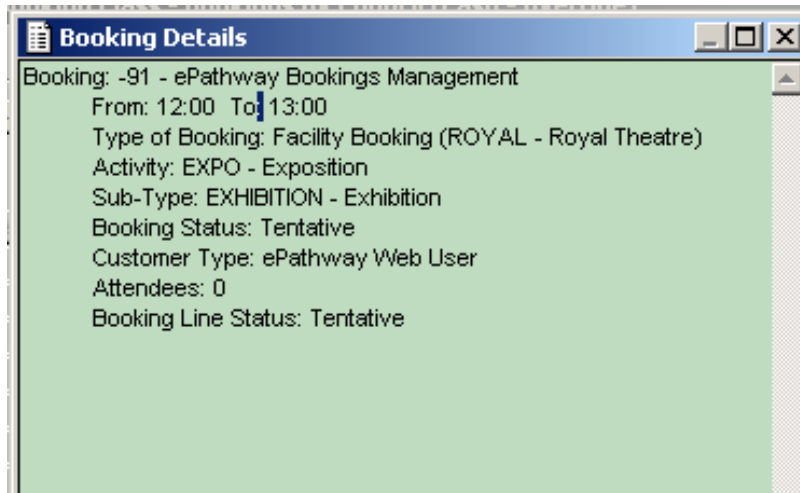 Booking Details
Booking: -91 - ePathway Bookings Management
From: 12:00 To: 13:00
Type of Booking: Facility Booking (ROYAL - Royal Theatre)
Activity: EXPO - Exposition
Sub-Type: EXHIBITION - Exhibition
Booking Status: Tentative
Customer Type: ePathway Web User
Attendees: 0
Booking Line Status: Tentative